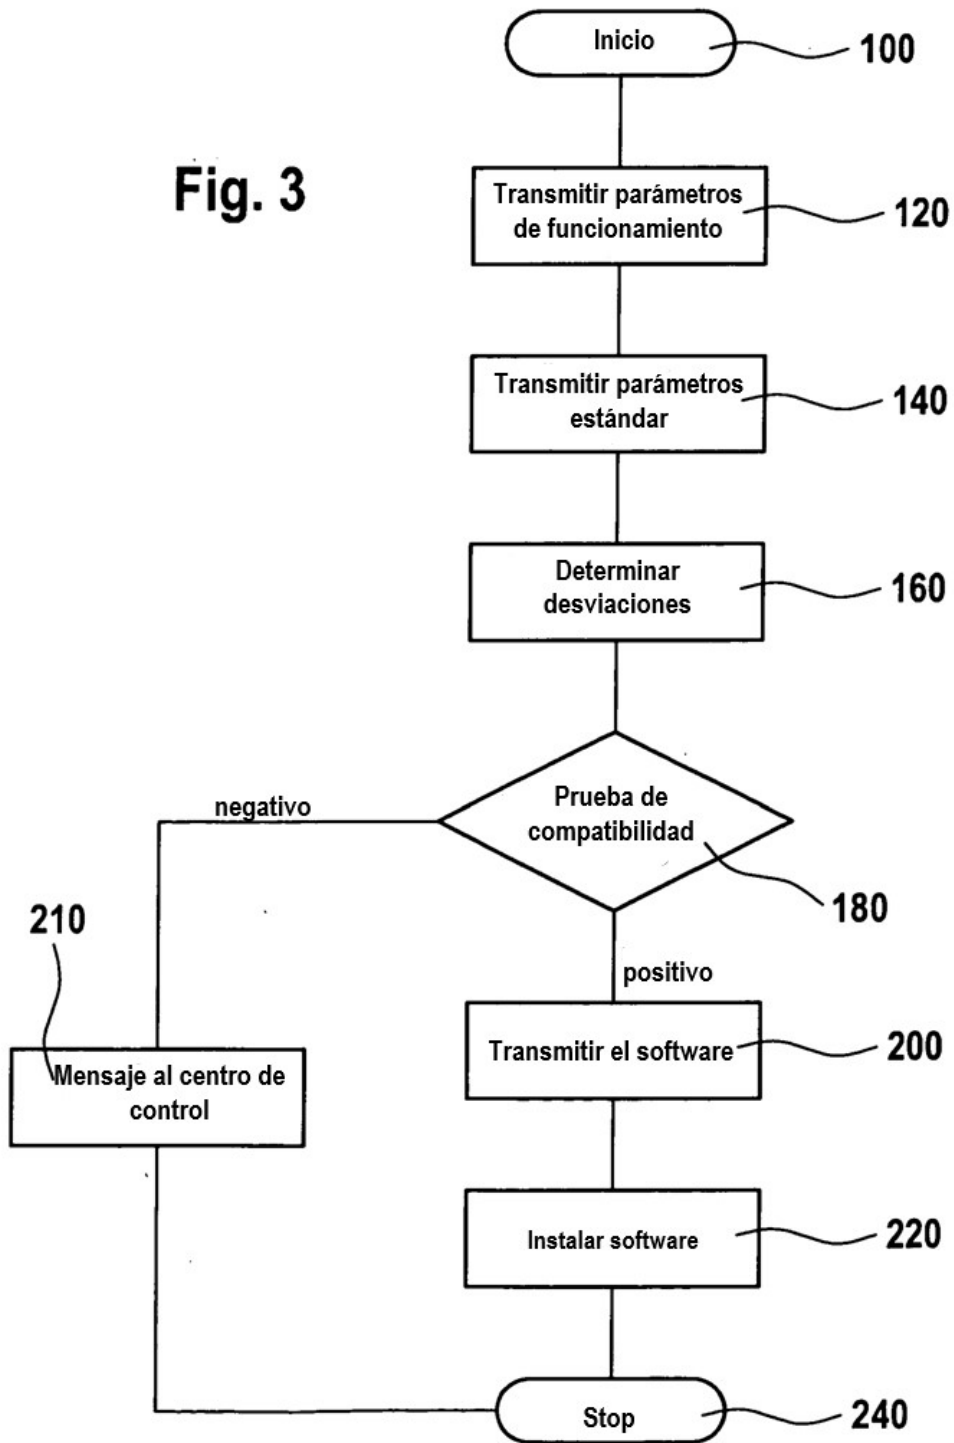 Inicio
100
Fig. 3
Transmitir parámetros
de funcionamiento
120
Transmitir parámetros
estándar
140
Determinar
desviaciones
160
negativo
Prueba de
compatibilidad
180
210
positivo
Transmitir el software
200
Mensaje al centro de
control
Instalar software
220
Stop
240